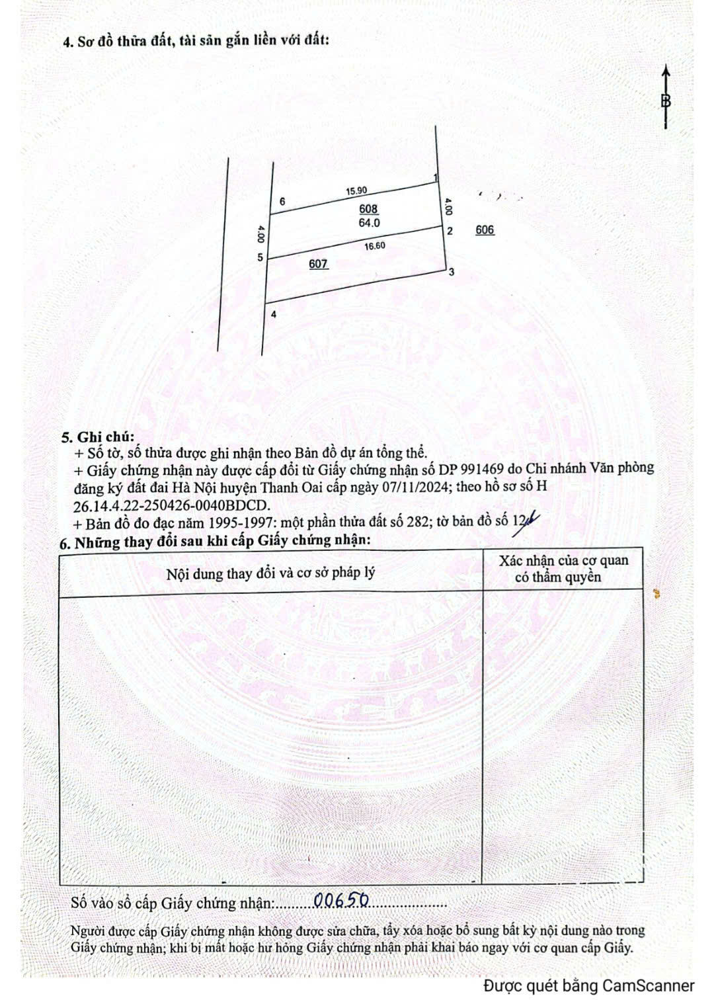 4. Sơ đồ thửa đất, tài sản gắn liền với đất:
B
1
15.90
6
608
64.0
4.00
4.00
2
606
16.60
5
607
3
4
5. Ghi chú:
+ Số tờ, số thửa được ghi nhận theo Bản đồ dự án tổng thể.
+ Giấy chứng nhận này được cấp đổi từ Giấy chứng nhận số DP 991469 do Chi nhánh Văn phòng
đăng ký đất đai Hà Nội huyện Thanh Oai cấp ngày 07/11/2024; theo hồ sơ số H
26.14.4.22-250426-0040BDCD.
+ Bản đồ đo đạc năm 1995-1997: một phần thửa đất số 282; tờ bản đồ số
6. Những thay đổi sau khi cấp Giấy chứng nhận:
Nội dung thay đổi và cơ sở pháp lý
Xác nhận của cơ quan
có thẩm quyền
Số vào sổ cấp Giấy chứng nhận:..........00650....................
Người được cấp Giấy chứng nhận không được sửa chữa, tẩy xóa hoặc bổ sung bất kỳ nội dung nào trong
Giấy chứng nhận; khi bị mất hoặc hư hỏng Giấy chứng nhận phải khai báo ngay với cơ quan cấp Giấy.
Được quét bằng CamScanner